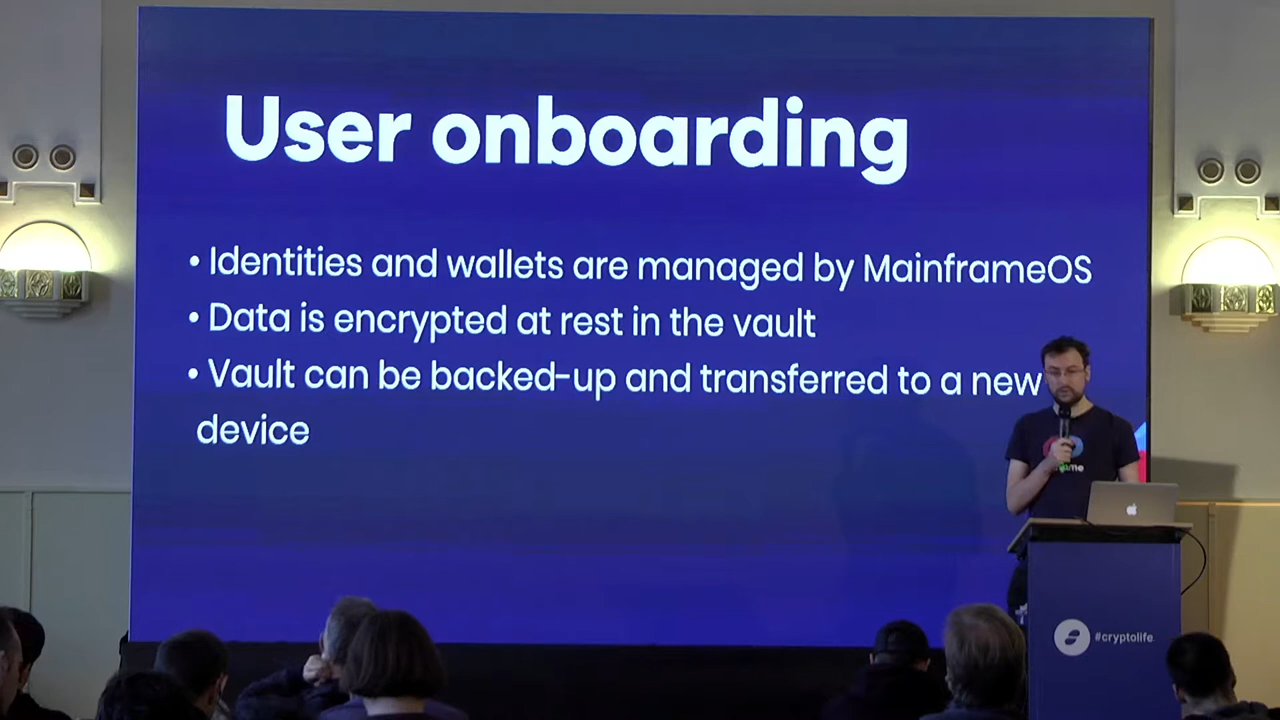 User onboarding
• Identities and wallets are managed by MainframeOS
• Data is encrypted at rest in the vault
• Vault can be backed-up and transferred to a new
device
#cryptolife